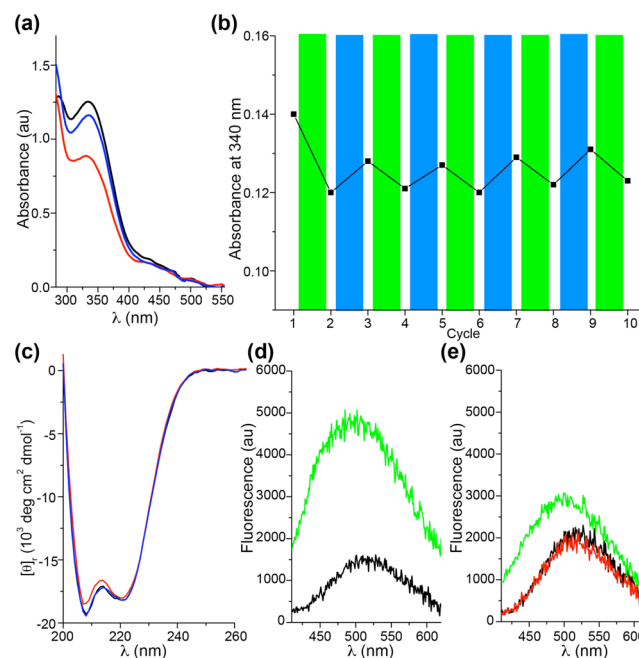 (a)
Absorbance (au)
1.5
1.0
0.5
0.0
300 350 400 450 500 550
λ (nm)
(b)
Absorbance at 340 nm
0.16
0.14
0.12
0.10
1 2 3 4 5 6 7 8 9 10
Cycle
(c)
[θ]r (10³ deg cm² dmol⁻¹)
0
-5
-10
-15
-20
200 220 240 260
λ (nm)
(d)
Fluorescence (au)
6000
5000
4000
3000
2000
1000
0
450 500 550 600
λ (nm)
(e)
Fluorescence (au)
6000
5000
4000
3000
2000
1000
0
450 500 550 600
λ (nm)